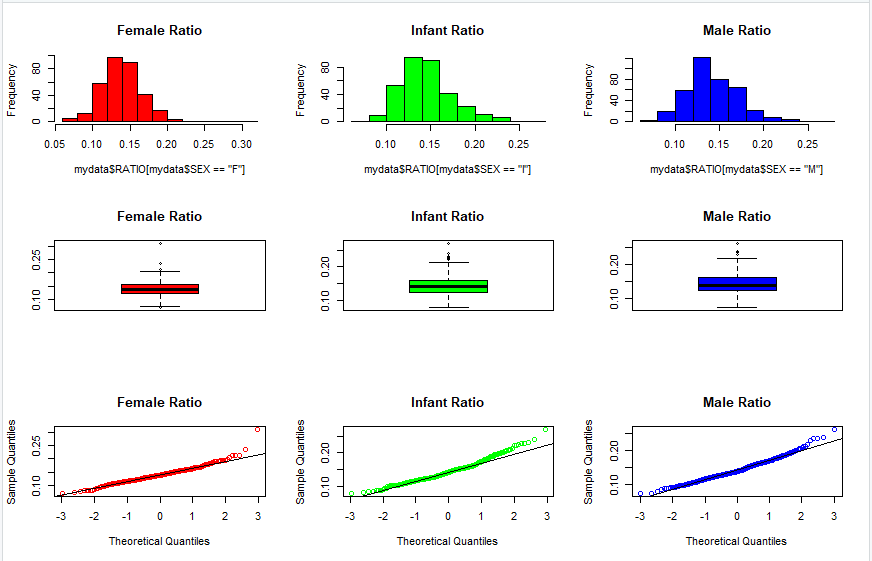 Female Ratio
Infant Ratio
Male Ratio
Frequency
0 40 80
0.05 0.10 0.15 0.20 0.25 0.30
mydata$RATIO[mydata$SEX == "F"]
Frequency
0 40 80
0.10 0.15 0.20 0.25
mydata$RATIO[mydata$SEX == "I"]
Frequency
0 40 80
0.10 0.15 0.20 0.25
mydata$RATIO[mydata$SEX == "M"]
Female Ratio
Infant Ratio
Male Ratio
0.10 0.25
0.10 0.20
0.10 0.20
Female Ratio
Infant Ratio
Male Ratio
Sample Quantiles
0.10 0.25
-3 -2 -1 0 1 2 3
Theoretical Quantiles
Sample Quantiles
0.10 0.20
-3 -2 -1 0 1 2 3
Theoretical Quantiles
Sample Quantiles
0.10 0.20
-3 -2 -1 0 1 2 3
Theoretical Quantiles